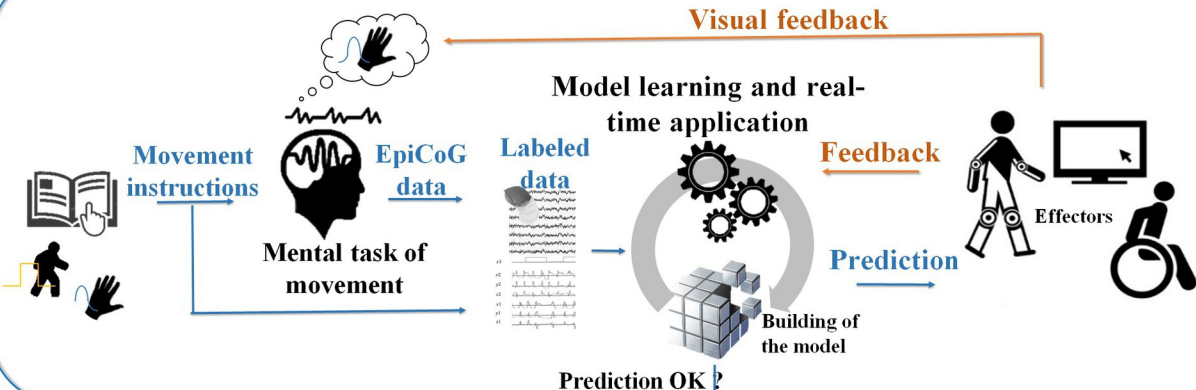 Visual feedback
Model learning and real-
time application
Movement
instructions
EpiCoG
data
Labeled
data
Feedback
Effectors
Mental task of
movement
Prediction
Building of
the model
Prediction OK ?